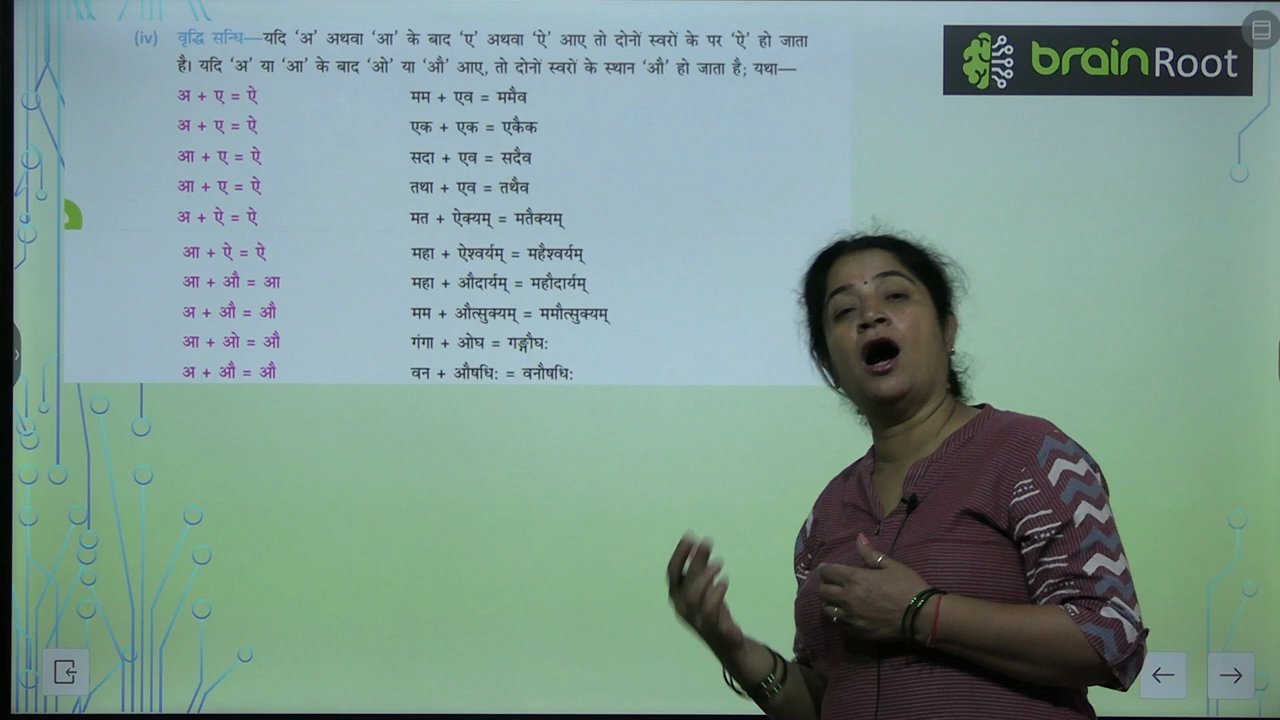 (iv) वृद्धि सन्धि—यदि ‘अ’ अथवा ‘आ’ के बाद ‘ए’ अथवा ‘ऐ’ आए तो दोनों स्वरों के पर ‘ऐ’ हो जाता
है। यदि ‘अ’ या ‘आ’ के बाद ‘ओ’ या ‘औ’ आए, तो दोनों स्वरों के स्थान ‘औ’ हो जाता है; यथा—
अ + ए = ऐ मम + एव = ममैव
अ + ए = ऐ एक + एक = एकैक
आ + ए = ऐ सदा + एव = सदैव
आ + ए = ऐ तथा + एव = तथैव
अ + ऐ = ऐ मत + ऐक्यम् = मतैक्यम्
आ + ऐ = ऐ महा + ऐश्वर्यम् = महैश्वर्यम्
आ + औ = आ महा + औदार्यम् = महौदार्यम्
अ + औ = औ मम + औत्सुक्यम् = ममौत्सुक्यम्
आ + ओ = औ गंगा + ओघ = गङ्गौघः
अ + औ = औ वन + औषधिः = वनौषधिः
brainRoot